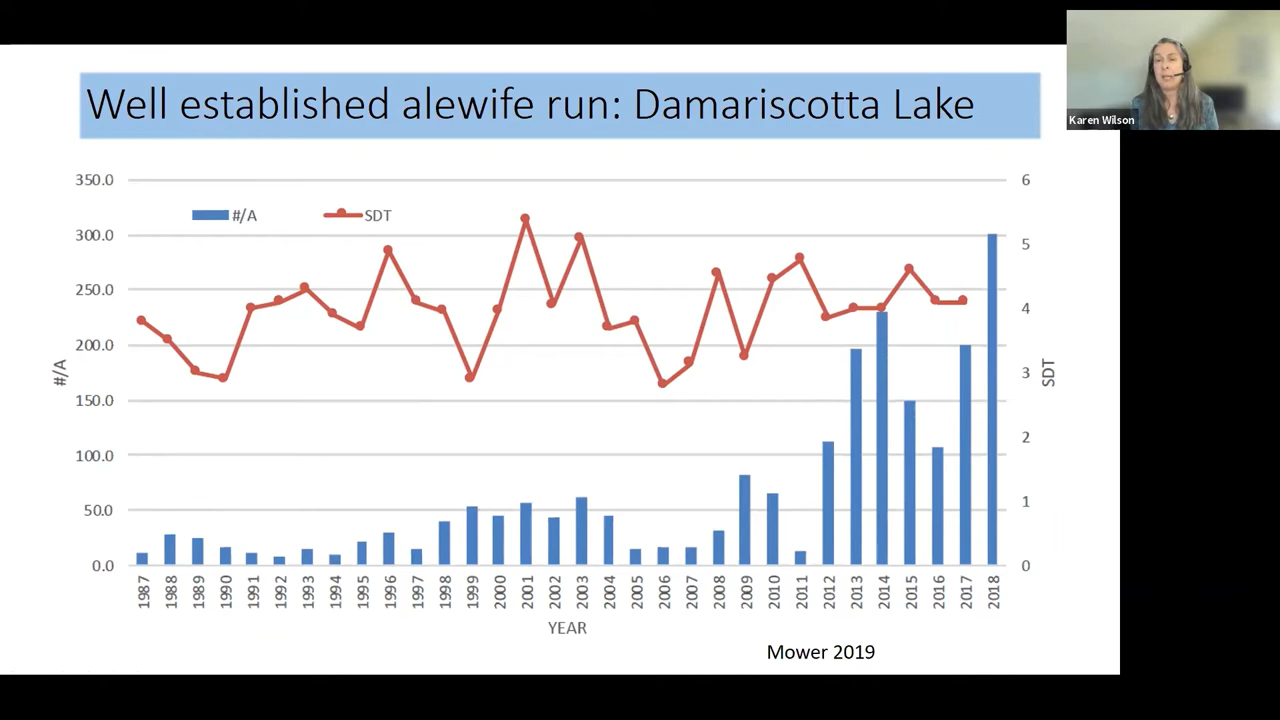 Well established alewife run: Damariscotta Lake
Karen Wilson
350.0
300.0
250.0
200.0
150.0
100.0
50.0
0.0
#/A
#/A
SDT
6
5
4
3
2
1
0
SDT
1987 1988 1989 1990 1991 1992 1993 1994 1995 1996 1997 1998 1999 2000 2001 2002 2003 2004 2005 2006 2007 2008 2009 2010 2011 2012 2013 2014 2015 2016 2017 2018
YEAR
Mower 2019